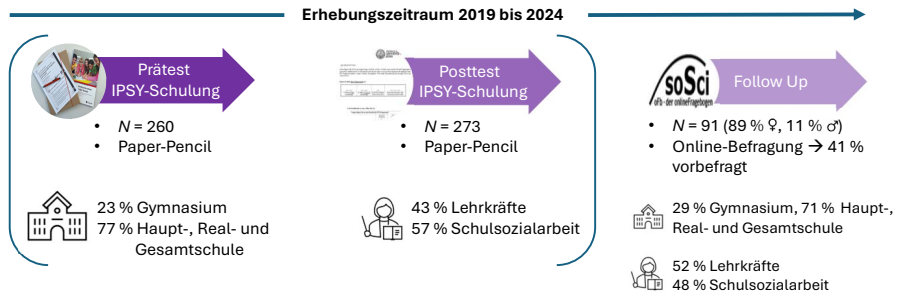 Erhebungszeitraum 2019 bis 2024
Prätest
IPSY-Schulung
• N = 260
• Paper-Pencil
23 % Gymnasium
77 % Haupt-, Real- und
Gesamtschule
Posttest
IPSY-Schulung
• N = 273
• Paper-Pencil
43 % Lehrkräfte
57 % Schulsozialarbeit
soSci
ofb - der onlineFragebogen
Follow Up
• N = 91 (89 % ♀, 11 % ♂)
• Online-Befragung → 41 %
vorbefragt
29 % Gymnasium, 71 % Haupt-,
Real- und Gesamtschule
52 % Lehrkräfte
48 % Schulsozialarbeit